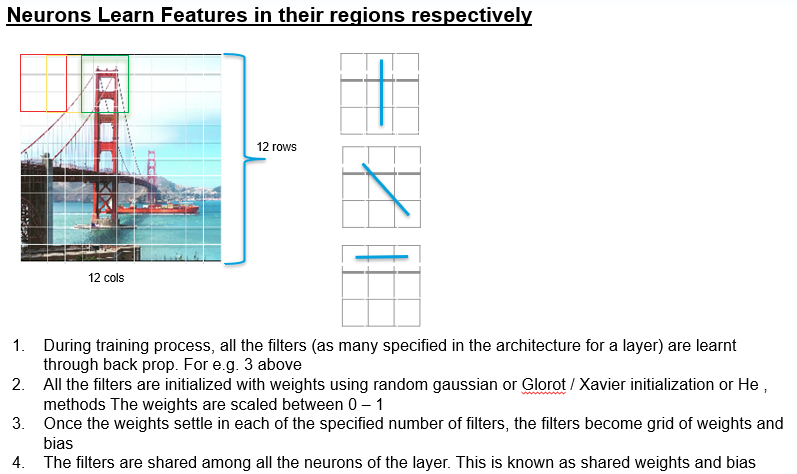 Neurons Learn Features in their regions respectively
12 rows
12 cols
1. During training process, all the filters (as many specified in the architecture for a layer) are learnt
through back prop. For e.g. 3 above
2. All the filters are initialized with weights using random gaussian or Glorot / Xavier initialization or He ,
methods The weights are scaled between 0 – 1
3. Once the weights settle in each of the specified number of filters, the filters become grid of weights and
bias
4. The filters are shared among all the neurons of the layer. This is known as shared weights and bias